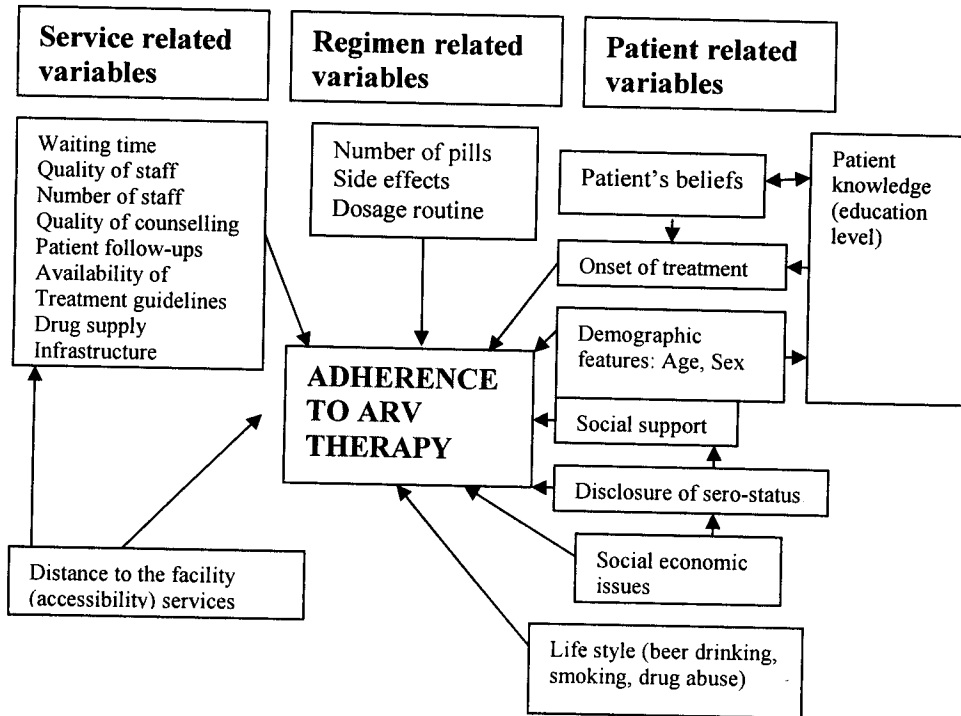 Service related
variables
Regimen related
variables
Patient related
variables
Waiting time
Quality of staff
Number of staff
Quality of counselling
Patient follow-ups
Availability of
Treatment guidelines
Drug supply
Infrastructure
Number of pills
Side effects
Dosage routine
Patient's beliefs
Patient
knowledge
(education
level)
Onset of treatment
Demographic
features: Age, Sex
ADHERENCE
TO ARV
THERAPY
Social support
Disclosure of sero-status
Social economic
issues
Distance to the facility
(accessibility) services
Life style (beer drinking,
smoking, drug abuse)